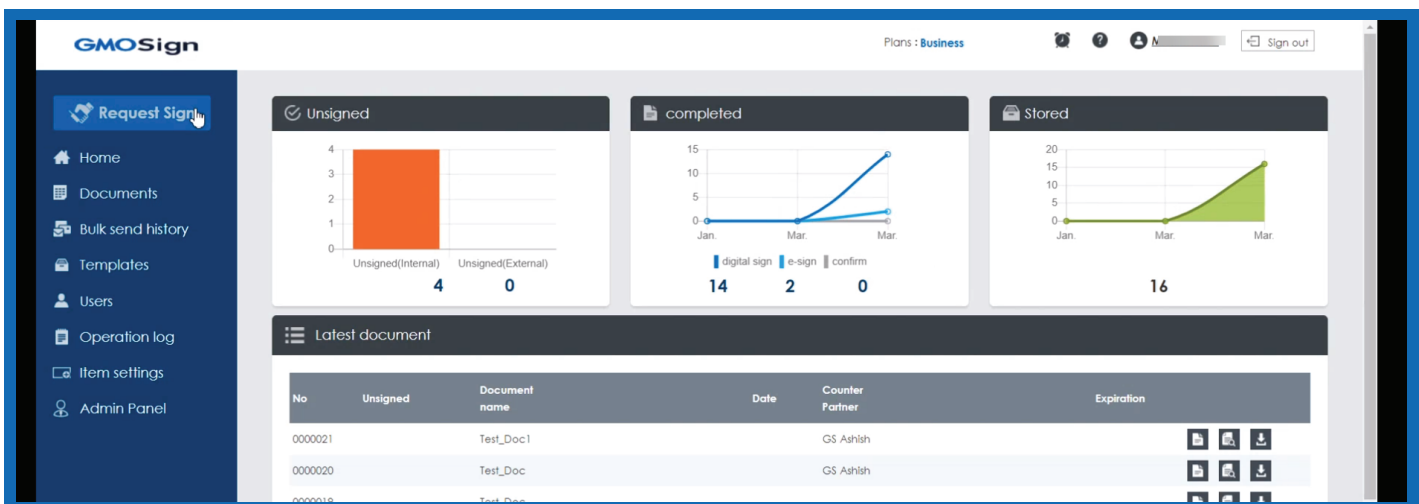 GMOSign
Plans : Business
Sign out
Request Sign
Home
Documents
Bulk send history
Templates
Users
Operation log
Item settings
Admin Panel
Unsigned
4
3
2
1
0
Unsigned(Internal) Unsigned(External)
4 0
completed
15
10
5
0
Jan. Mar. Mar.
digital sign e-sign confirm
14 2 0
Stored
20
15
10
5
0
Jan. Mar. Mar.
16
Latest document
No Unsigned Document name Date Counter Partner Expiration
0000021 Test_Doc1 GS Ashish
0000020 Test_Doc GS Ashish
0000019 Test_Doc